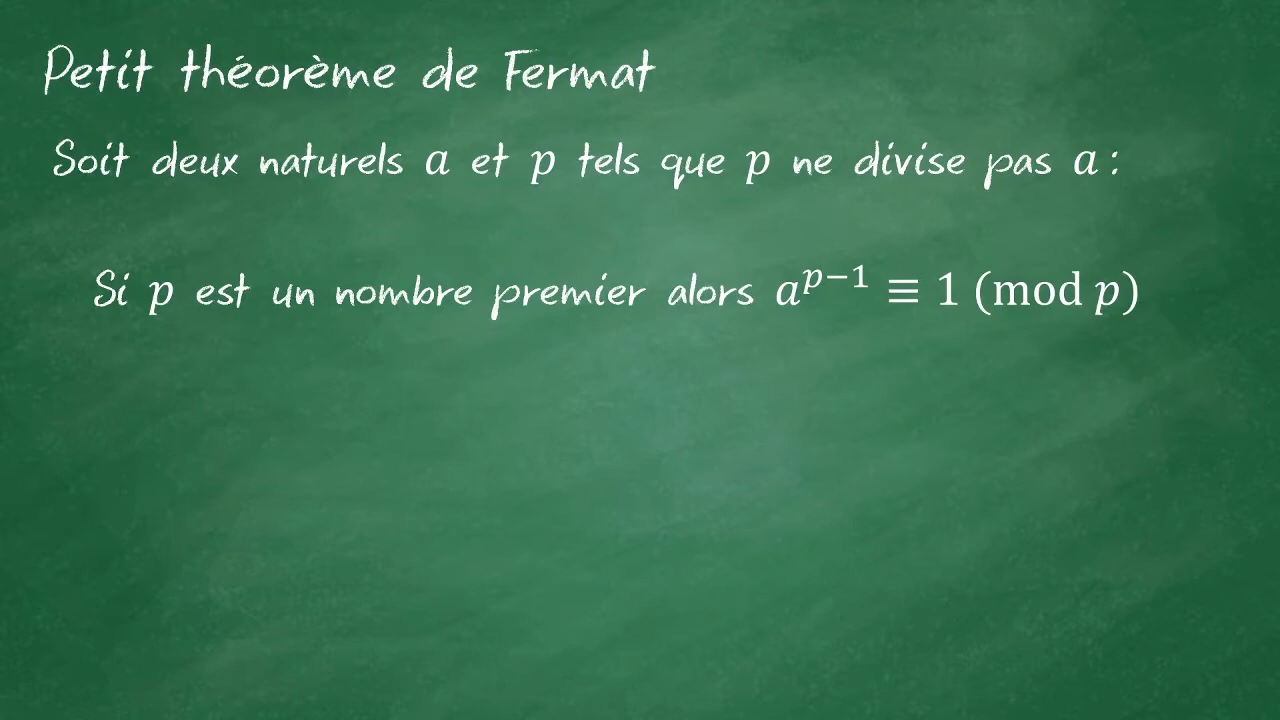 Petit théorème de Fermat
Soit deux naturels a et p tels que p ne divise pas a :
Si p est un nombre premier alors a^{p−1} ≡ 1 (mod p)